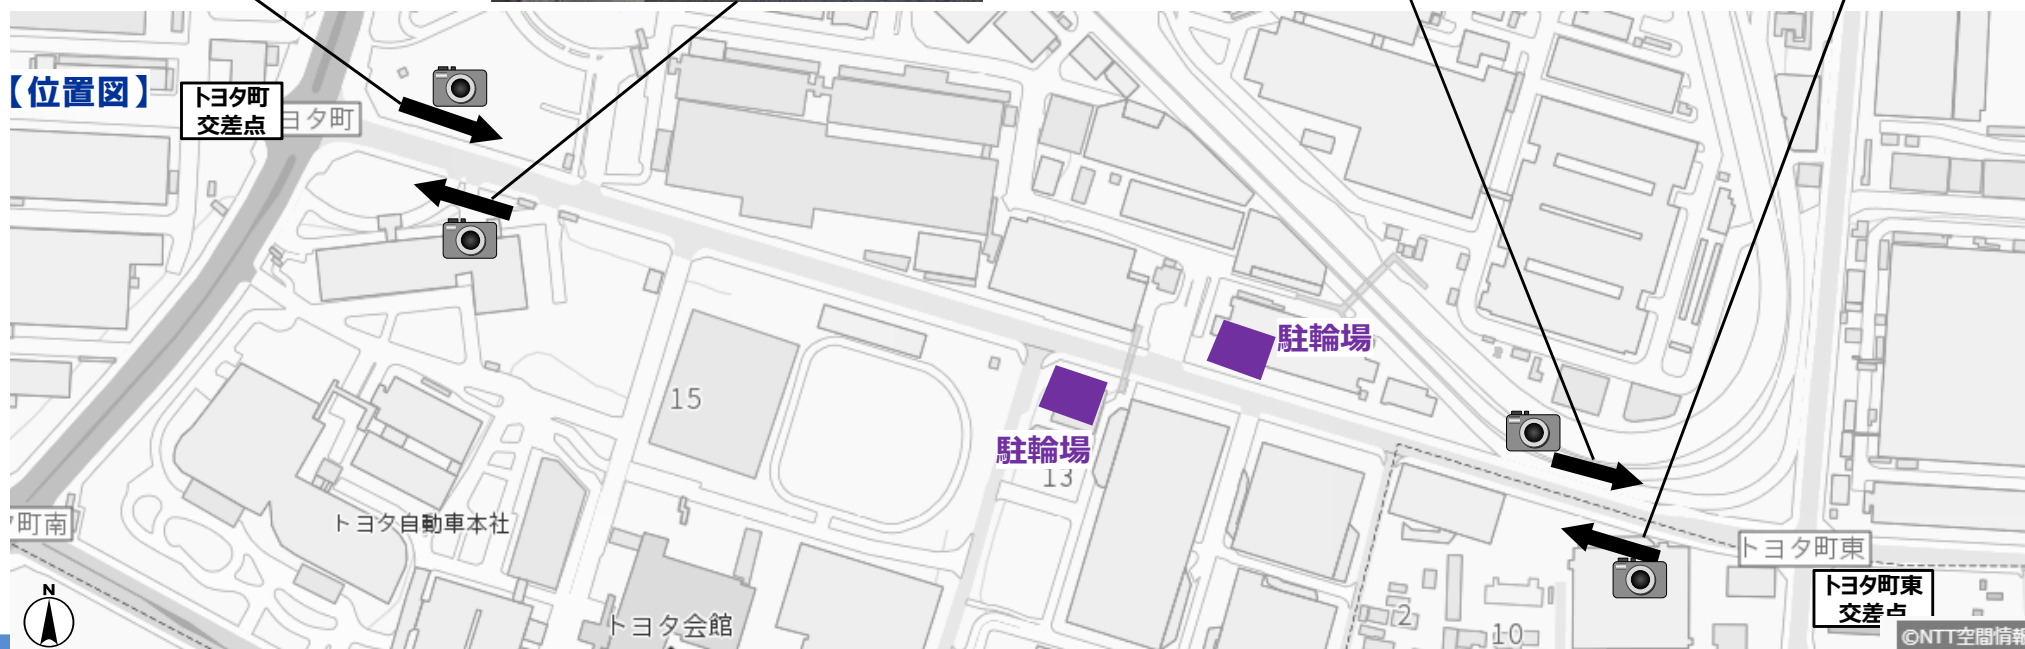 【位置図】
トヨタ町
交差点
ヨタ町
駐輪場
駐輪場
15
13
町南
トヨタ自動車本社
トヨタ会館
トヨタ町東
トヨタ町東
交差点
2
10
N
©NTT空間情報